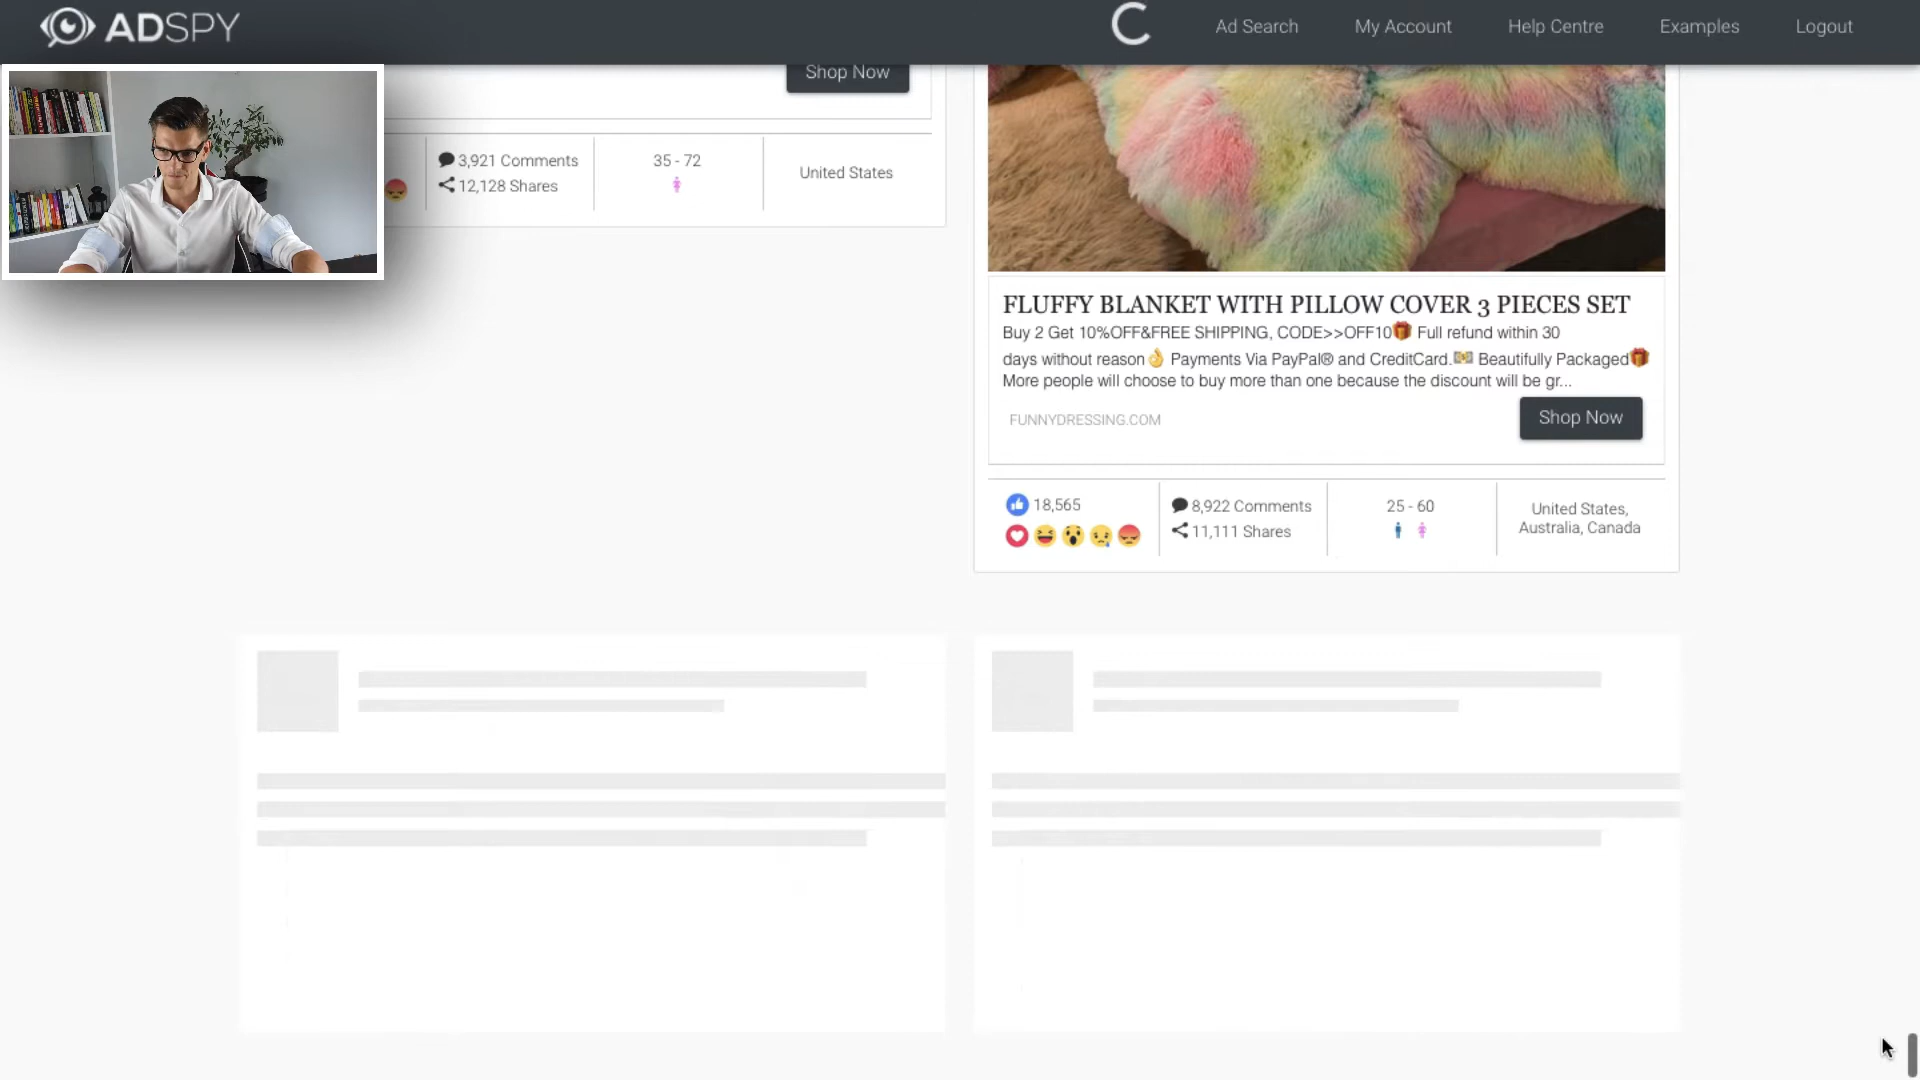 ADSPY
Ad Search
My Account
Help Centre
Examples
Logout
Shop Now
3,921 Comments
12,128 Shares
35 - 72
United States
FLUFFY BLANKET WITH PILLOW COVER 3 PIECES SET
Buy 2 Get 10%OFF&FREE SHIPPING, CODE>>OFF10🎁 Full refund within 30
days without reason👌 Payments Via PayPal® and CreditCard.💵 Beautifully Packaged🎁
More people will choose to buy more than one because the discount will be gr...
FUNNYDRESSING.COM
Shop Now
18,565
8,922 Comments
11,111 Shares
25 - 60
United States,
Australia, Canada